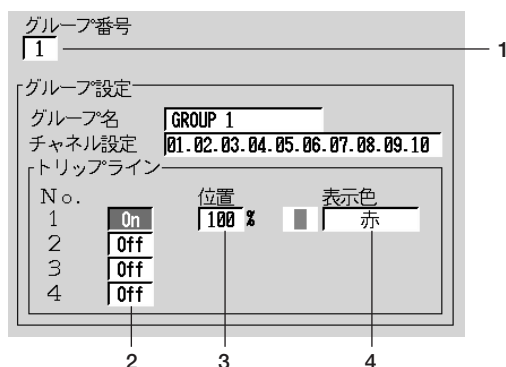 グループ番号
1
1
グループ設定
グループ名 GROUP 1
チャネル設定 01.02.03.04.05.06.07.08.09.10
トリップライン
No. 位置 表示色
1 On 100 % 赤
2 Off
3 Off
4 Off
2 3 4